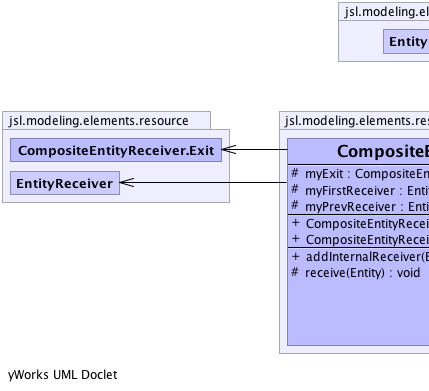 jsl.modeling.el
Entity
jsl.modeling.elements.resource
CompositeEntityReceiver.Exit
EntityReceiver
jsl.modeling.elements.res
CompositeE
# myExit : CompositeEn
# myFirstReceiver : Enti
# myPrevReceiver : Enti
+ CompositeEntityRecei
+ CompositeEntityRecei
+ addInternalReceiver(E
# receive(Entity) : void
yWorks UML Doclet